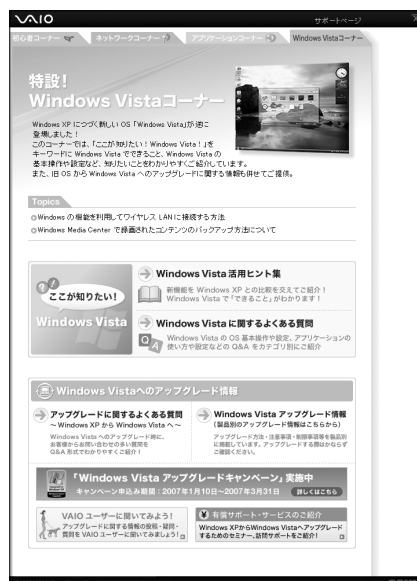 VAIO
サポートページ
初心者コーナー
ネットワークコーナー
アプリケーションコーナー
Windows Vistaコーナー
特設!
Windows Vistaコーナー
Windows XP につづく新しい OS「Windows Vista」が遂に
登場しました!
このコーナーでは、「ここが知りたい!Windows Vista!」を
キーワードに Windows Vista でできること、Windows Vista の
基本操作や設定など、知りたいことをわかりやすくご紹介しています。
また、旧 OS から Windows Vista へのアップグレードに関する情報も併せてご提供。
Topics
Windows の機能を利用してワイヤレス LANに接続する方法
Windows Media Center で録画されたコンテンツのバックアップ方法について
ここが知りたい!
Windows Vista
Windows Vista 活用ヒント集
新機能を Windows XP との比較を交えてご紹介!
Windows Vista で「できること」がわかります!
Windows Vista に関するよくある質問
Q A
Windows Vista の OS 基本操作や設定、アプリケーションの
使い方や設定などの Q&A をカテゴリ別にご紹介
Windows Vistaへのアップグレード情報
アップグレードに関するよくある質問
～ Windows XP から Windows Vista へ ～
Windows Vista へのアップグレード時に、
お客様からお問い合わせの多い質問を
Q&A 形式でわかりやすくご紹介!
Windows Vista アップグレード情報
(製品別のアップグレード情報はこちらから)
アップグレード方法・注意事項・制限事項等を製品別
に掲載しています。アップグレードする際はかならず
ご確認ください。
「Windows Vista アップグレードキャンペーン」実施中
キャンペーン申込み期間:2007年1月10日～2007年3月31日
詳しくはこちら
VAIO ユーザーに聞いてみよう!
アップグレードに関する情報の投稿・疑問・
質問を VAIO ユーザーに聞いてみましょう!
有償サポート・サービスのご紹介
Windows XPからWindows Vistaへアップグレード
するためのセミナー、訪問サポートをご紹介!